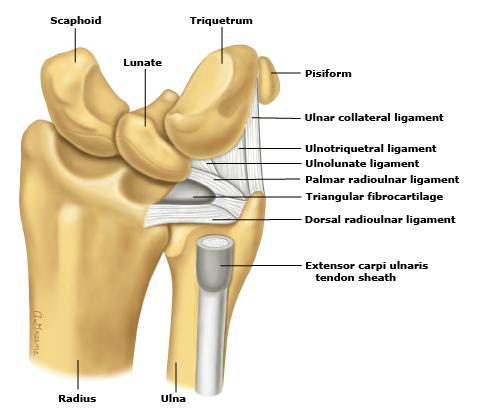 Scaphoid
Triquetrum
Lunate
Pisiform
Ulnar collateral ligament
Ulnotriquetral ligament
Ulnolunate ligament
Palmar radioulnar ligament
Triangular fibrocartilage
Dorsal radioulnar ligament
Extensor carpi ulnaris
tendon sheath
A.Greene
Radius
Ulna